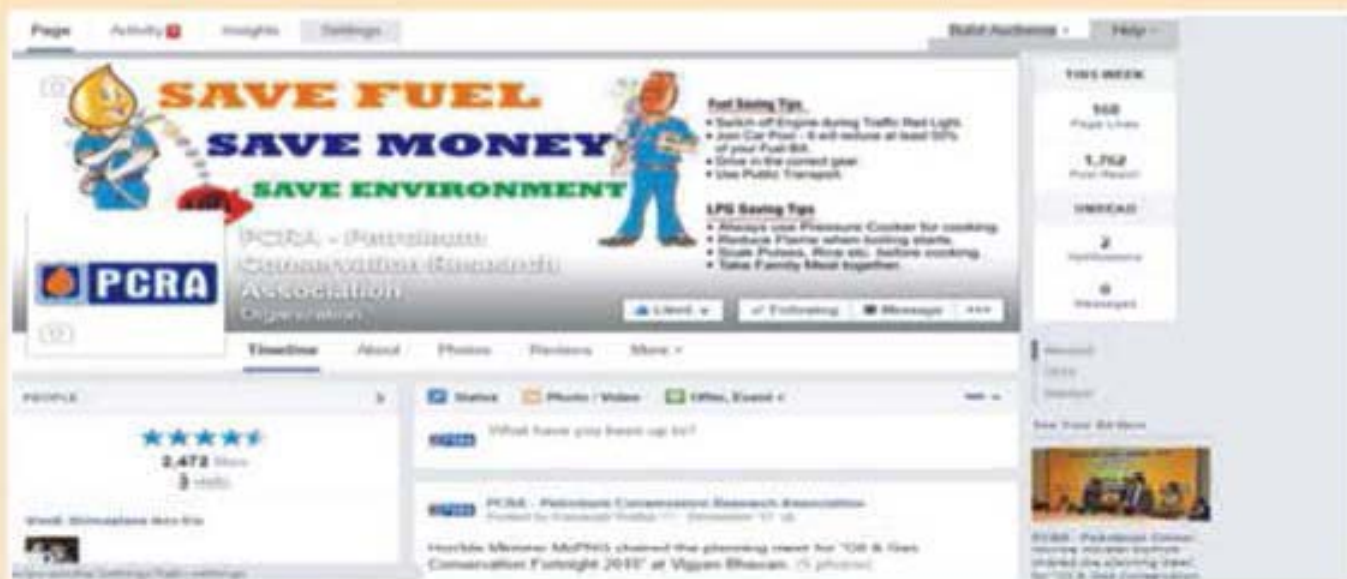 Page Activity Insights Settings Build Audience Help
SAVE FUEL
SAVE MONEY
SAVE ENVIRONMENT
Fuel Saving Tips
• Switch off Engine during Traffic Red Light.
• Join Car Pool - it will reduce at least 50%
of your Fuel Bill.
• Drive in the correct gear.
• Use Public Transport.
LPG Saving Tips
• Always use Pressure Cooker for cooking.
• Reduce Flame when boiling starts.
• Soak Pulses, Rice etc. before cooking.
• Take Family Meal together.
PCRA
PCRA - Petroleum
Conservation Research
Association
Organization
Liked Following Message
Timeline About Photos Reviews More
THIS WEEK
Page Likes
1,762
Post Reach
UNREAD
2
Notifications
0
Messages
PEOPLE
2,472 likes
3 visits
Status Photo / Video Offer, Event +
What have you been up to?
PCRA - Petroleum Conservation Research Association
Hon'ble Minister MoPNG chaired the planning meet for "Oil & Gas
Conservation Fortnight 2015" at Vigyan Bhavan. (5 photos)
See Your Ad Here